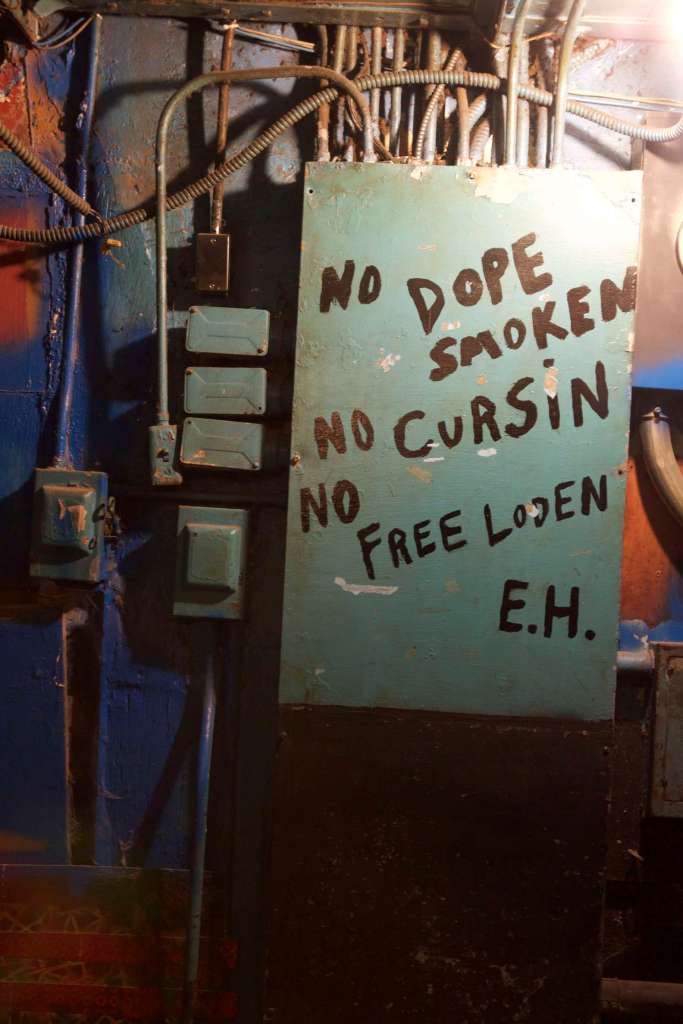 NO DOPE
SMOKEN
NO CURSIN
NO
FREE LODEN
E.H.